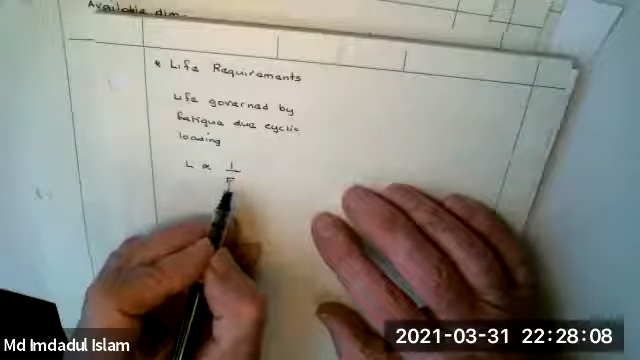 Available dim.
* Life Requirements
Life governed by
fatigue due cyclic
loading
L ∝ 1/F
Md Imdadul Islam
2021-03-31 22:28:08